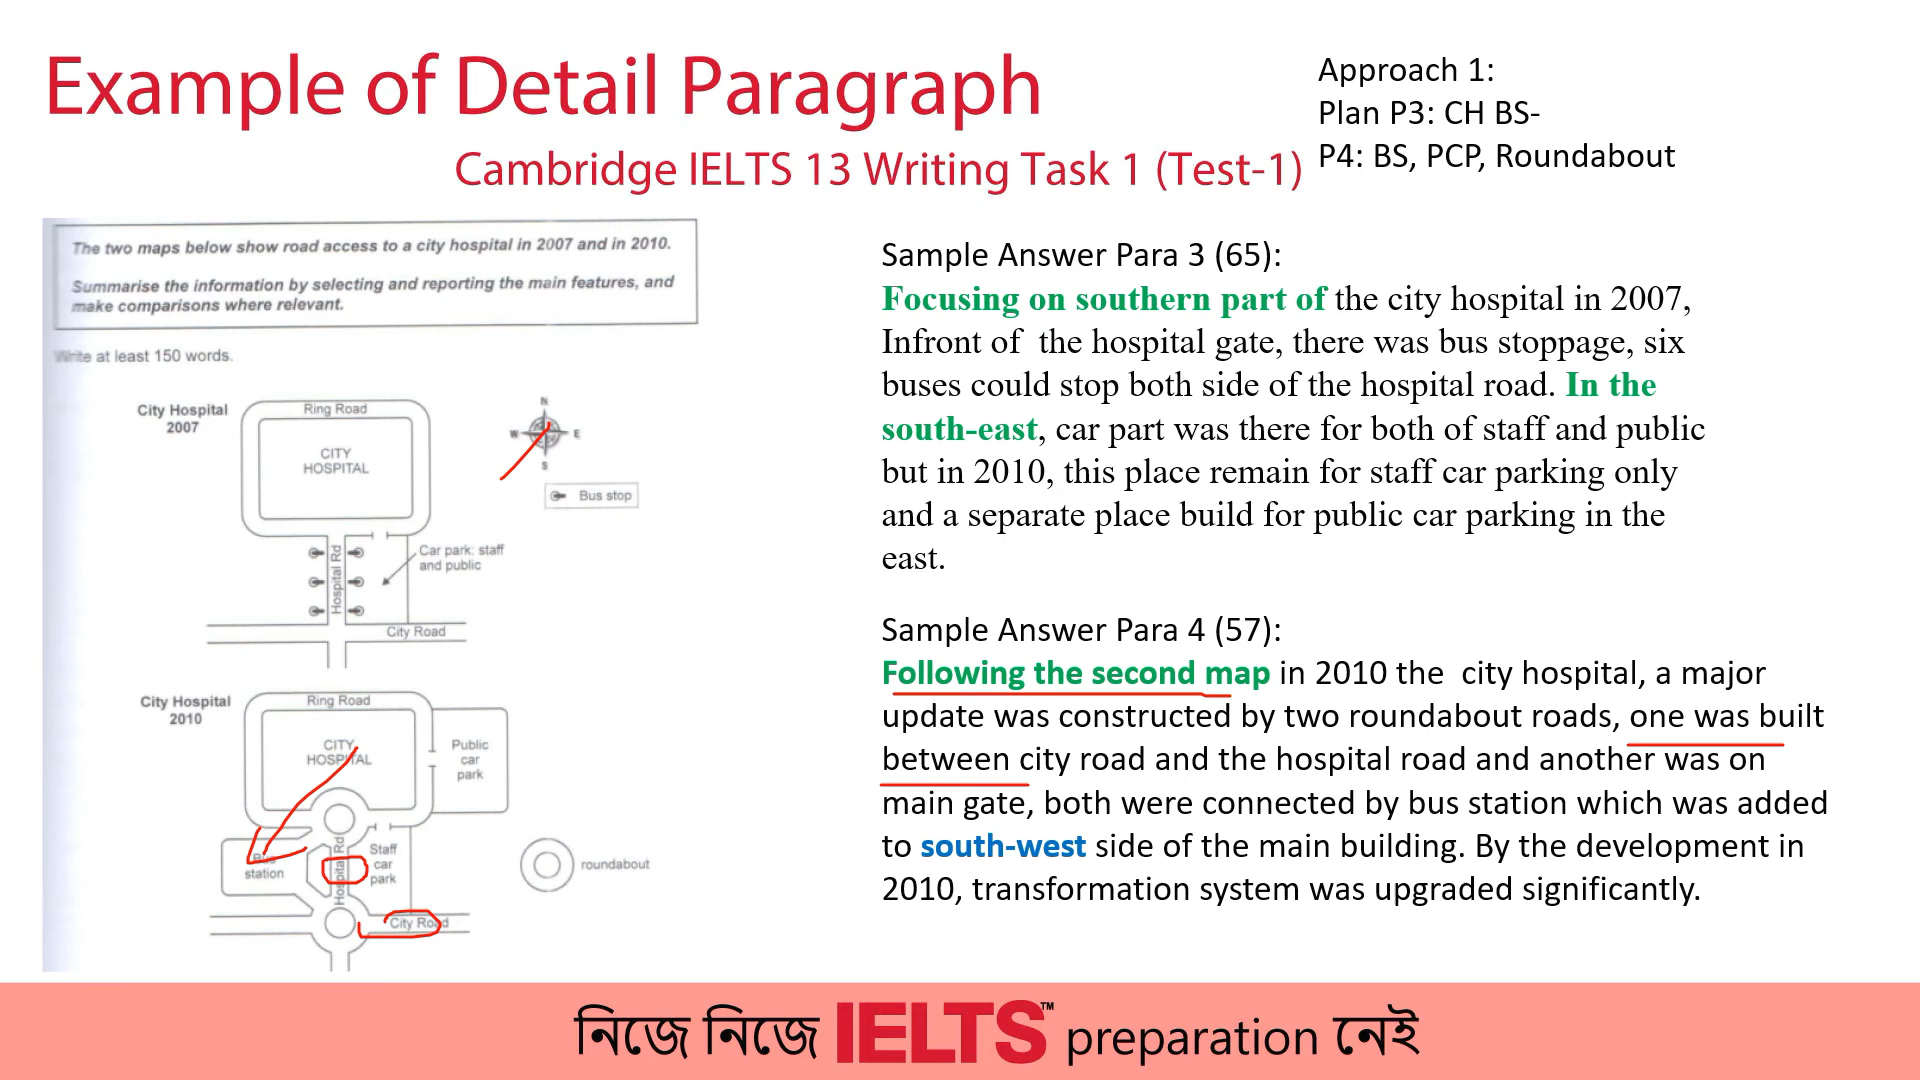 Example of Detail Paragraph
Cambridge IELTS 13 Writing Task 1 (Test-1)
Approach 1:
Plan P3: CH BS-
P4: BS, PCP, Roundabout
The two maps below show road access to a city hospital in 2007 and in 2010.
Summarise the information by selecting and reporting the main features, and
make comparisons where relevant.
Write at least 150 words.
City Hospital
2007
Ring Road
CITY
HOSPITAL
N
W
E
S
Bus stop
Hospital Rd
Car park: staff
and public
City Road
City Hospital
2010
Ring Road
CITY
HOSPITAL
Public
car
park
Bus
station
Hospital Rd
Staff
car
park
roundabout
City Road
Sample Answer Para 3 (65):
Focusing on southern part of the city hospital in 2007,
Infront of  the hospital gate, there was bus stoppage, six
buses could stop both side of the hospital road. In the
south-east, car part was there for both of staff and public
but in 2010, this place remain for staff car parking only
and a separate place build for public car parking in the
east.
Sample Answer Para 4 (57):
Following the second map in 2010 the  city hospital, a major
update was constructed by two roundabout roads, one was built
between city road and the hospital road and another was on
main gate, both were connected by bus station which was added
to south-west side of the main building. By the development in
2010, transformation system was upgraded significantly.
নিজে নিজে IELTS™ preparation নেই